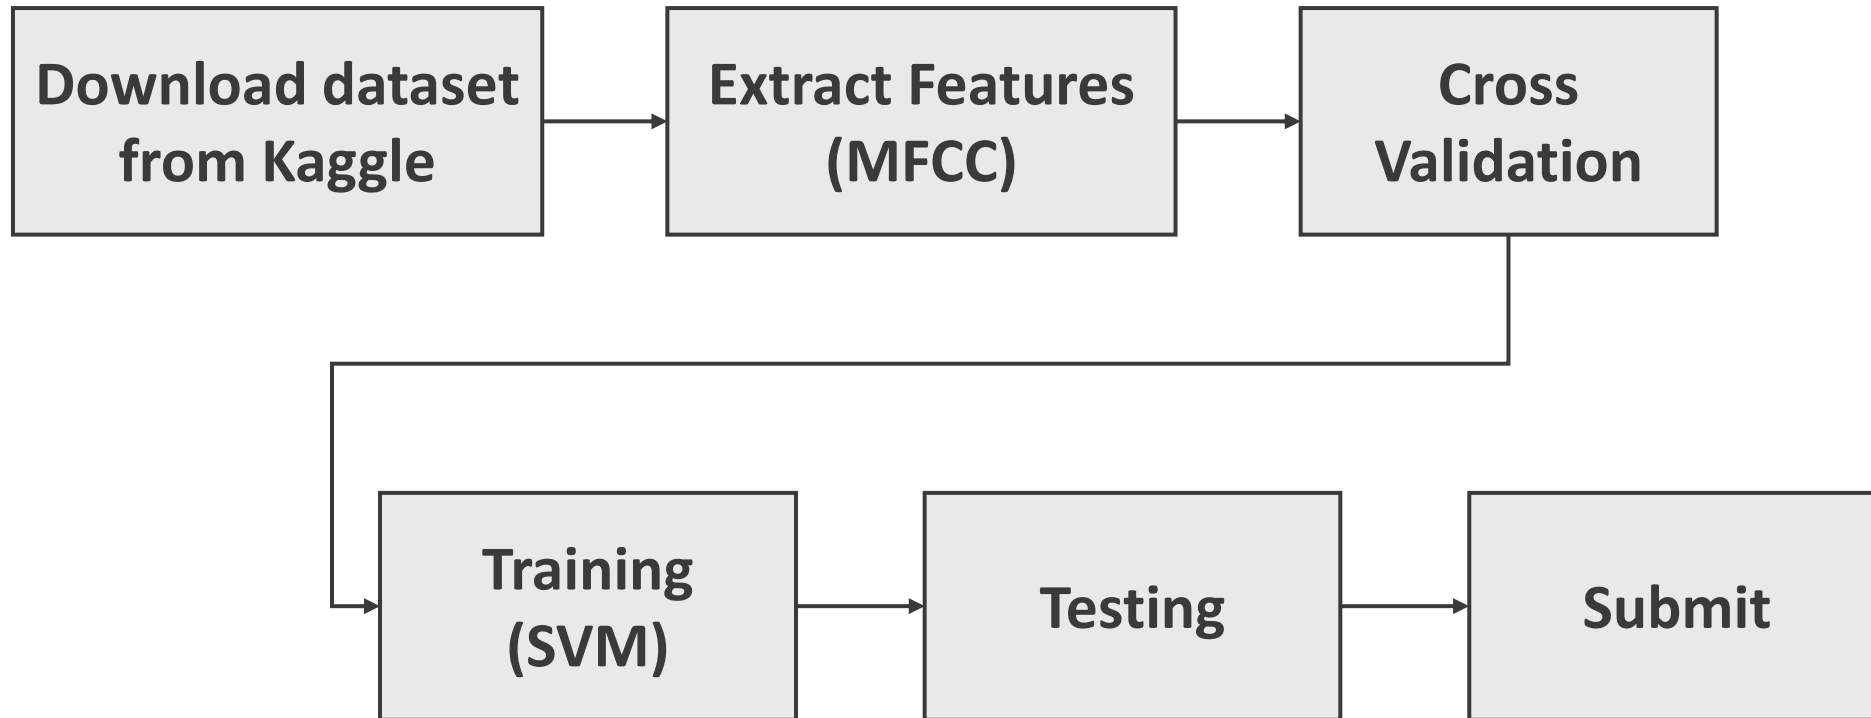 Download dataset
from Kaggle
Extract Features
(MFCC)
Cross
Validation
Training
(SVM)
Testing
Submit